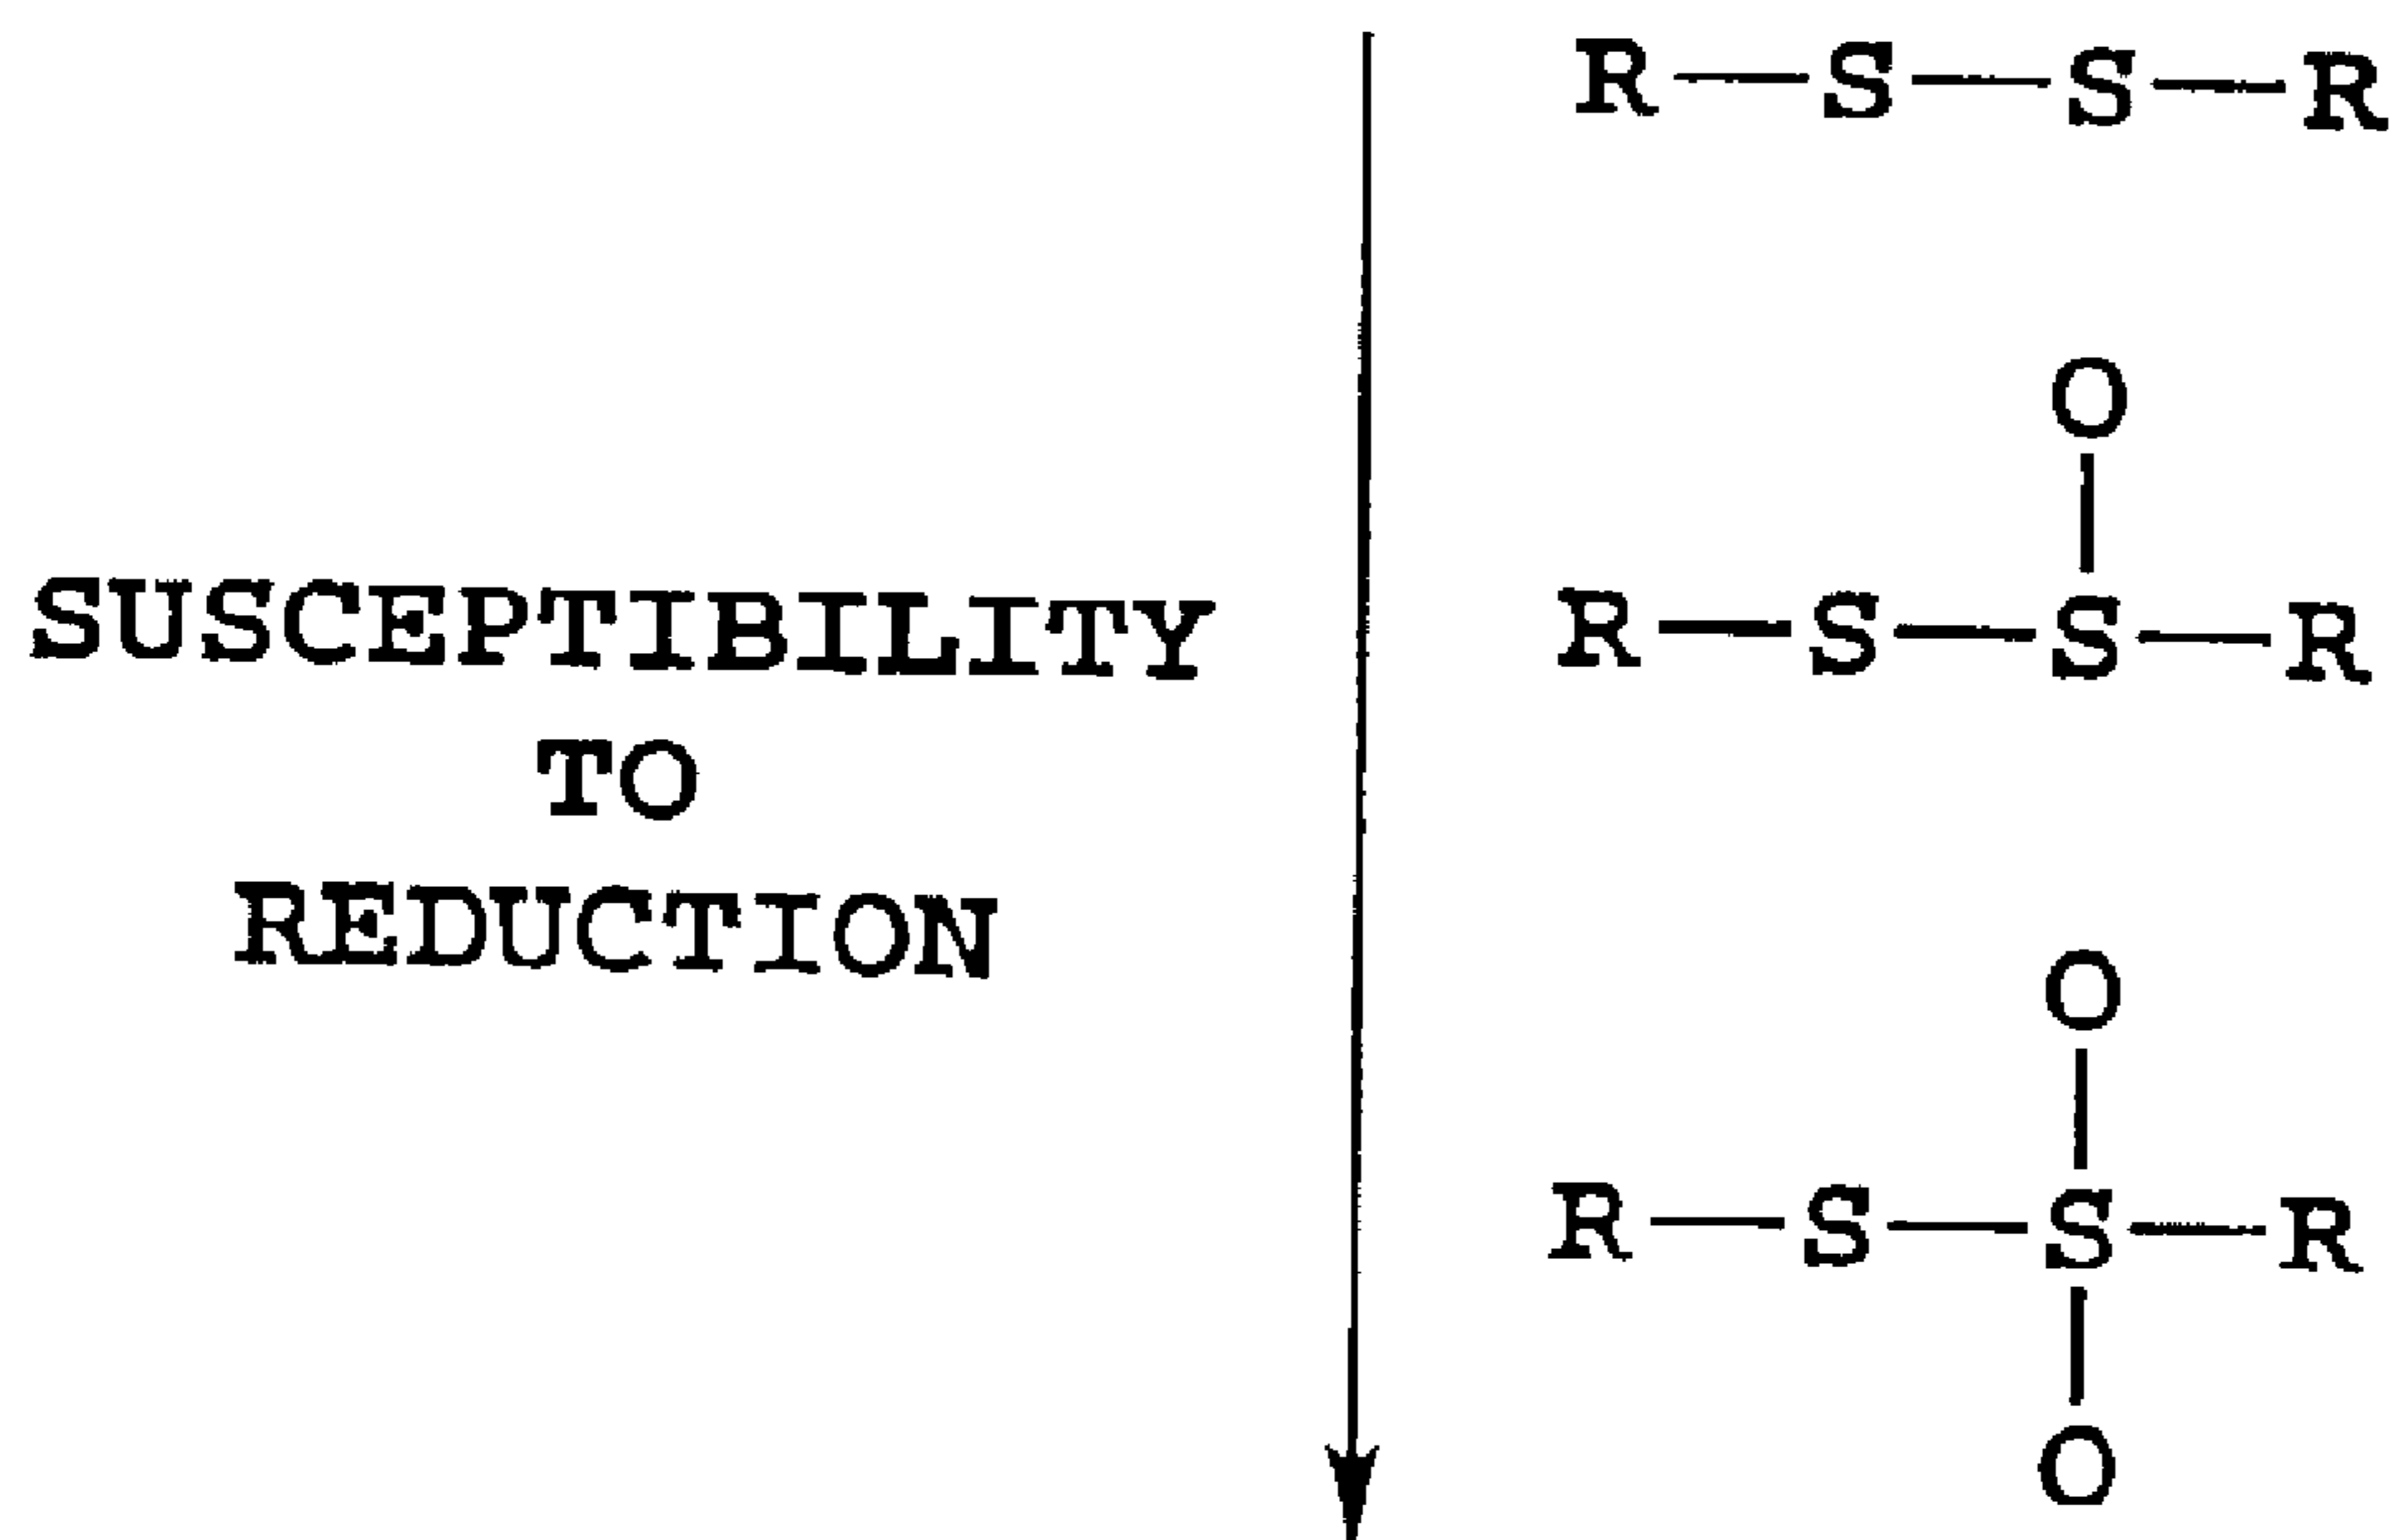 R—S—S—R
O
R—S—S—R
SUSCEPTIBILITY
TO
REDUCTION
O
R—S—S—R
O